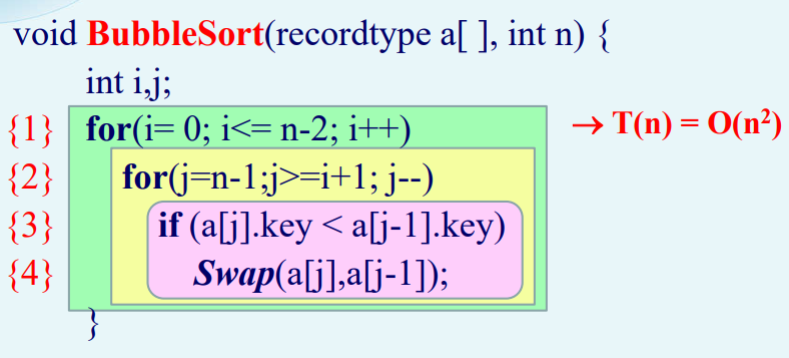 void BubbleSort(recordtype a[ ], int n) {
int i,j;
{1} for(i= 0; i<= n-2; i++) → T(n) = O(n²)
{2} for(j=n-1;j>=i+1; j--)
{3} if (a[j].key < a[j-1].key)
{4} Swap(a[j],a[j-1]);
}